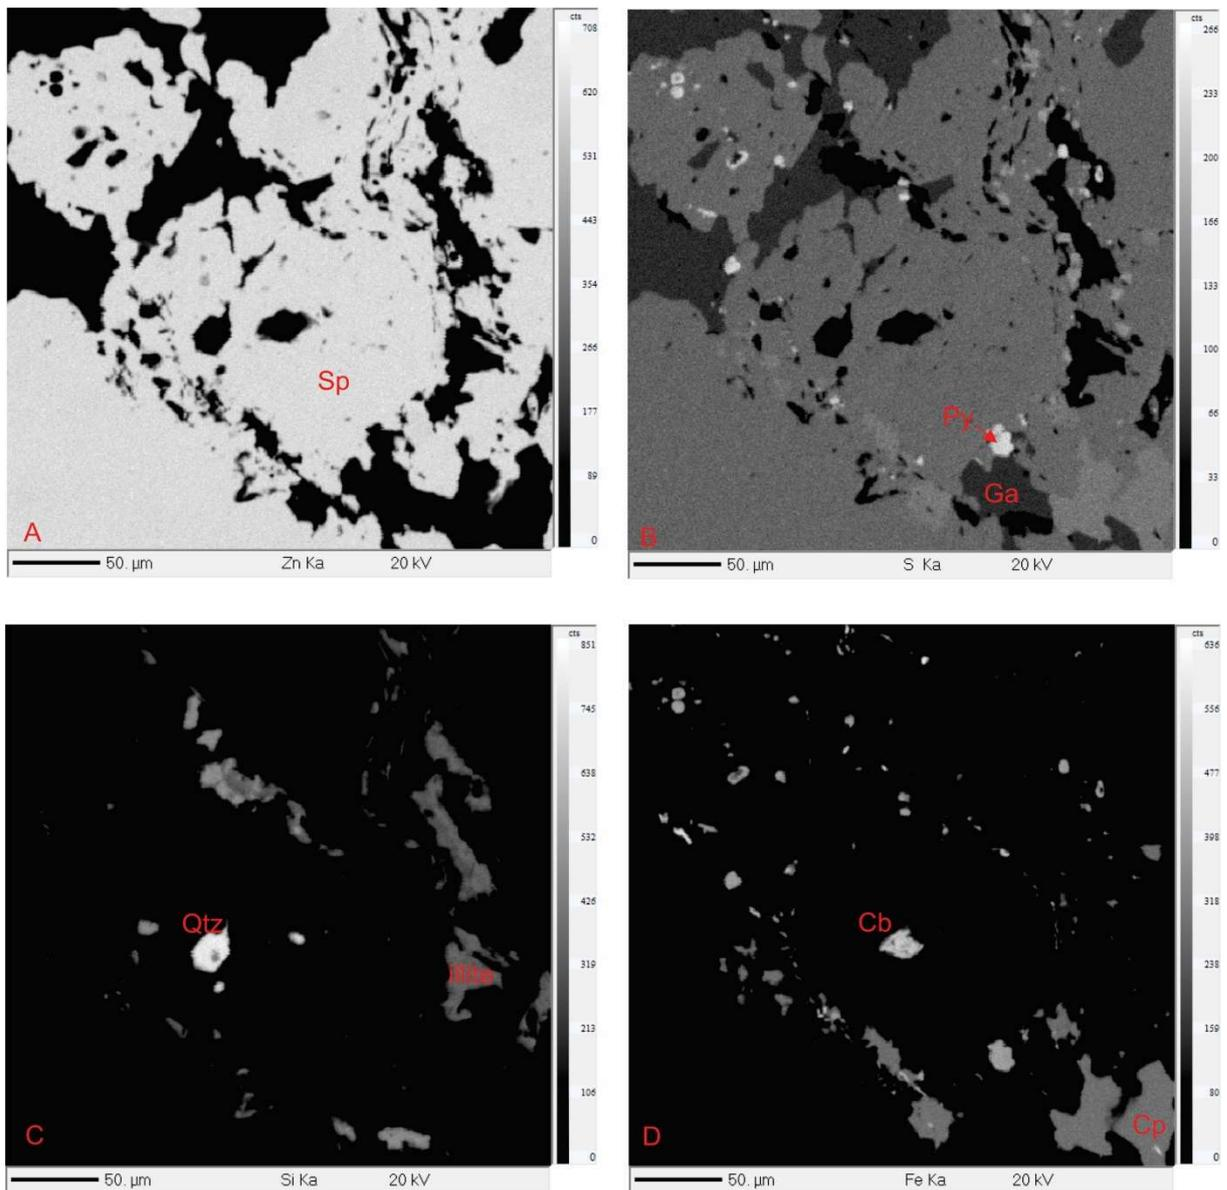 cts
708
620
531
443
354
266
177
89
0
Sp
A
50. µm Zn Ka 20 kV
cts
266
233
200
166
133
100
66
33
0
Py
Ga
B
50. µm S Ka 20 kV
cts
851
745
638
532
426
319
213
106
0
Qtz
illite
C
50. µm Si Ka 20 kV
cts
636
556
477
398
318
238
159
80
0
Cb
Cp
D
50. µm Fe Ka 20 kV